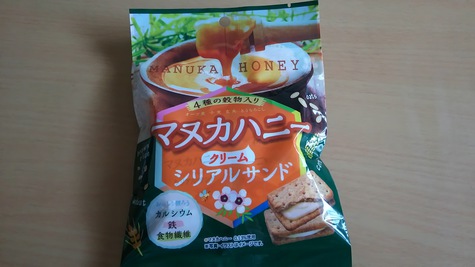 MANUKA HONEY
4種の穀物入り
マヌカハニー
クリーム
シリアルサンド
カルシウム
鉄
食物繊維